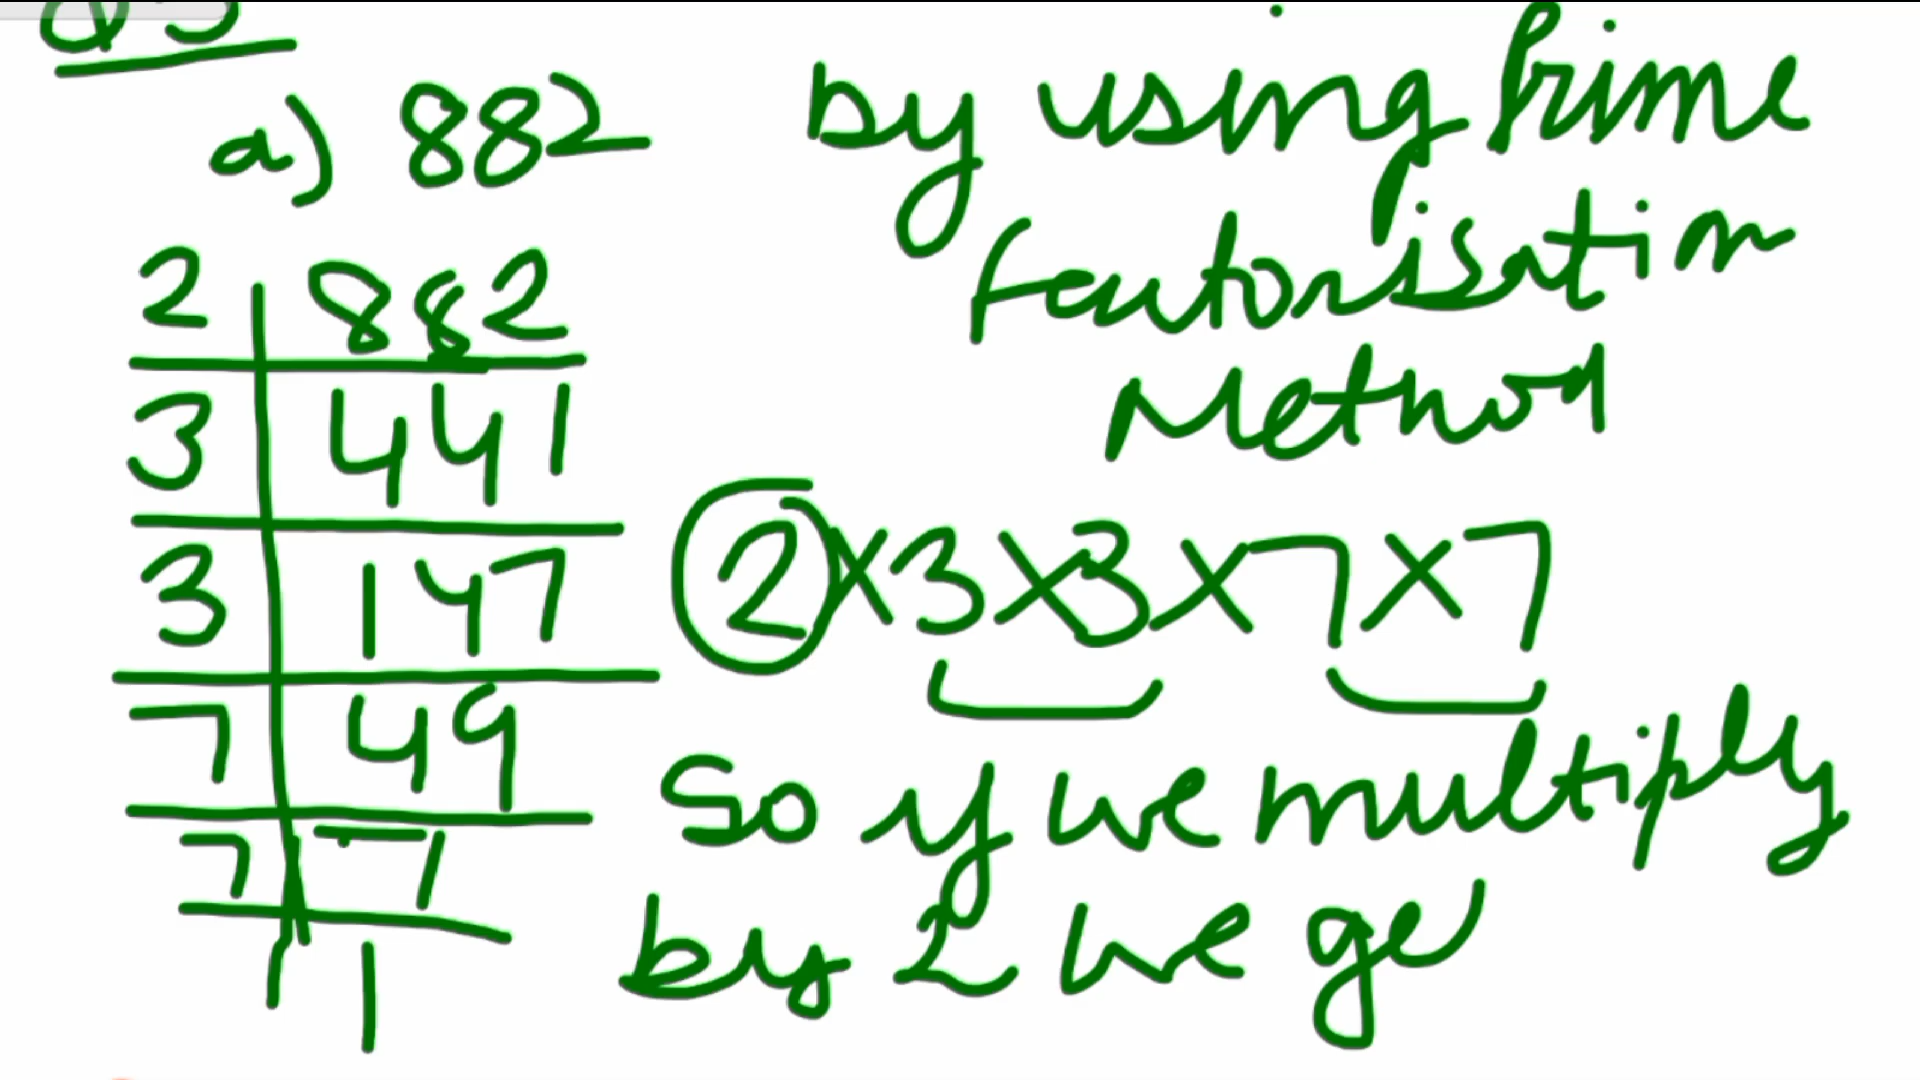 Q3
a) 882 by using Prime
Factorisation
Method
2 882
3 441
3 147
7 49
7 7
1
2×3×3×7×7
So if we multiply
by 2 we ge